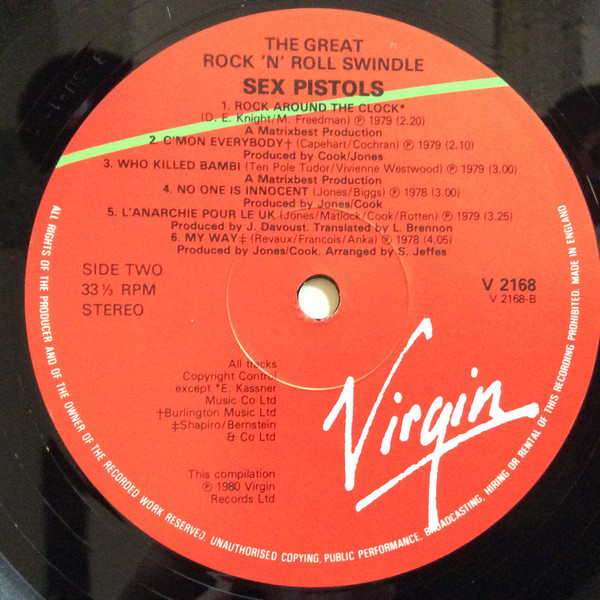 THE GREAT
ROCK 'N' ROLL SWINDLE
SEX PISTOLS
1. ROCK AROUND THE CLOCK*
(D. E. Knight/M. Freedman) Ⓟ 1979 (2.20)
A Matrixbest Production
2. C'MON EVERYBODY† (Capehart/Cochran) Ⓟ 1979 (2.10)
Produced by Cook/Jones
3. WHO KILLED BAMBI (Ten Pole Tudor/Vivienne Westwood) Ⓟ 1979 (3.00)
A Matrixbest Production
4. NO ONE IS INNOCENT (Jones/Biggs) Ⓟ 1978 (3.00)
Produced by Jones/Cook
5. L'ANARCHIE POUR LE UK (Jones/Matlock/Cook/Rotten) Ⓟ 1979 (3.25)
Produced by J. Davoust. Translated by L. Brennon
6. MY WAY‡ (Revaux/Francois/Anka) Ⓟ 1978 (4.05)
Produced by Jones/Cook. Arranged by S. Jeffes
SIDE TWO
33⅓ RPM
STEREO
V 2168
V 2168-B
All tracks
Copyright Control
except *E. Kassner
Music Co Ltd
†Burlington Music Ltd
‡Shapiro/Bernstein
& Co Ltd
This compilation
Ⓟ 1980 Virgin
Records Ltd
Virgin
ALL RIGHTS OF THE PRODUCER AND OF THE OWNER OF THE RECORDED WORK RESERVED. UNAUTHORISED COPYING, PUBLIC PERFORMANCE, BROADCASTING, HIRING OR RENTAL OF THIS RECORDING PROHIBITED. MADE IN ENGLAND